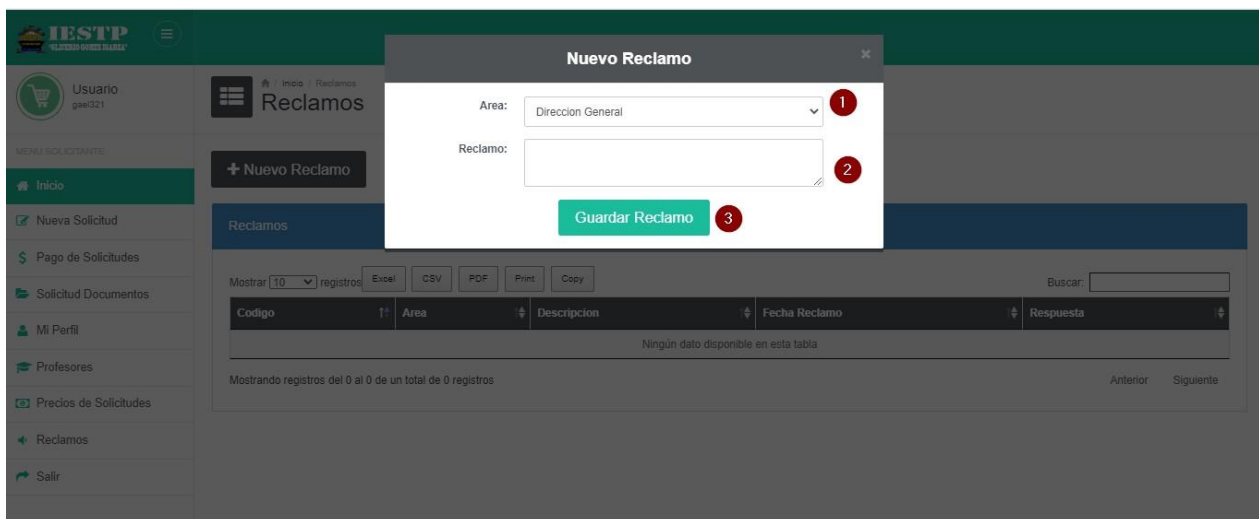 IESTP
Usuario
gael321
MENU SOLICITANTE
Inicio
Nueva Solicitud
Pago de Solicitudes
Solicitud Documentos
Mi Perfil
Profesores
Precios de Solicitudes
Reclamos
Salir
/ Inicio / Reclamos
Reclamos
+ Nuevo Reclamo
Nuevo Reclamo ×
Area: Direccion General 1
Reclamo: 2
Guardar Reclamo 3
Reclamos
Mostrar 10 registros Excel CSV PDF Print Copy Buscar:
Codigo Area Descripcion Fecha Reclamo Respuesta
Ningún dato disponible en esta tabla
Mostrando registros del 0 al 0 de un total de 0 registros Anterior Siguiente